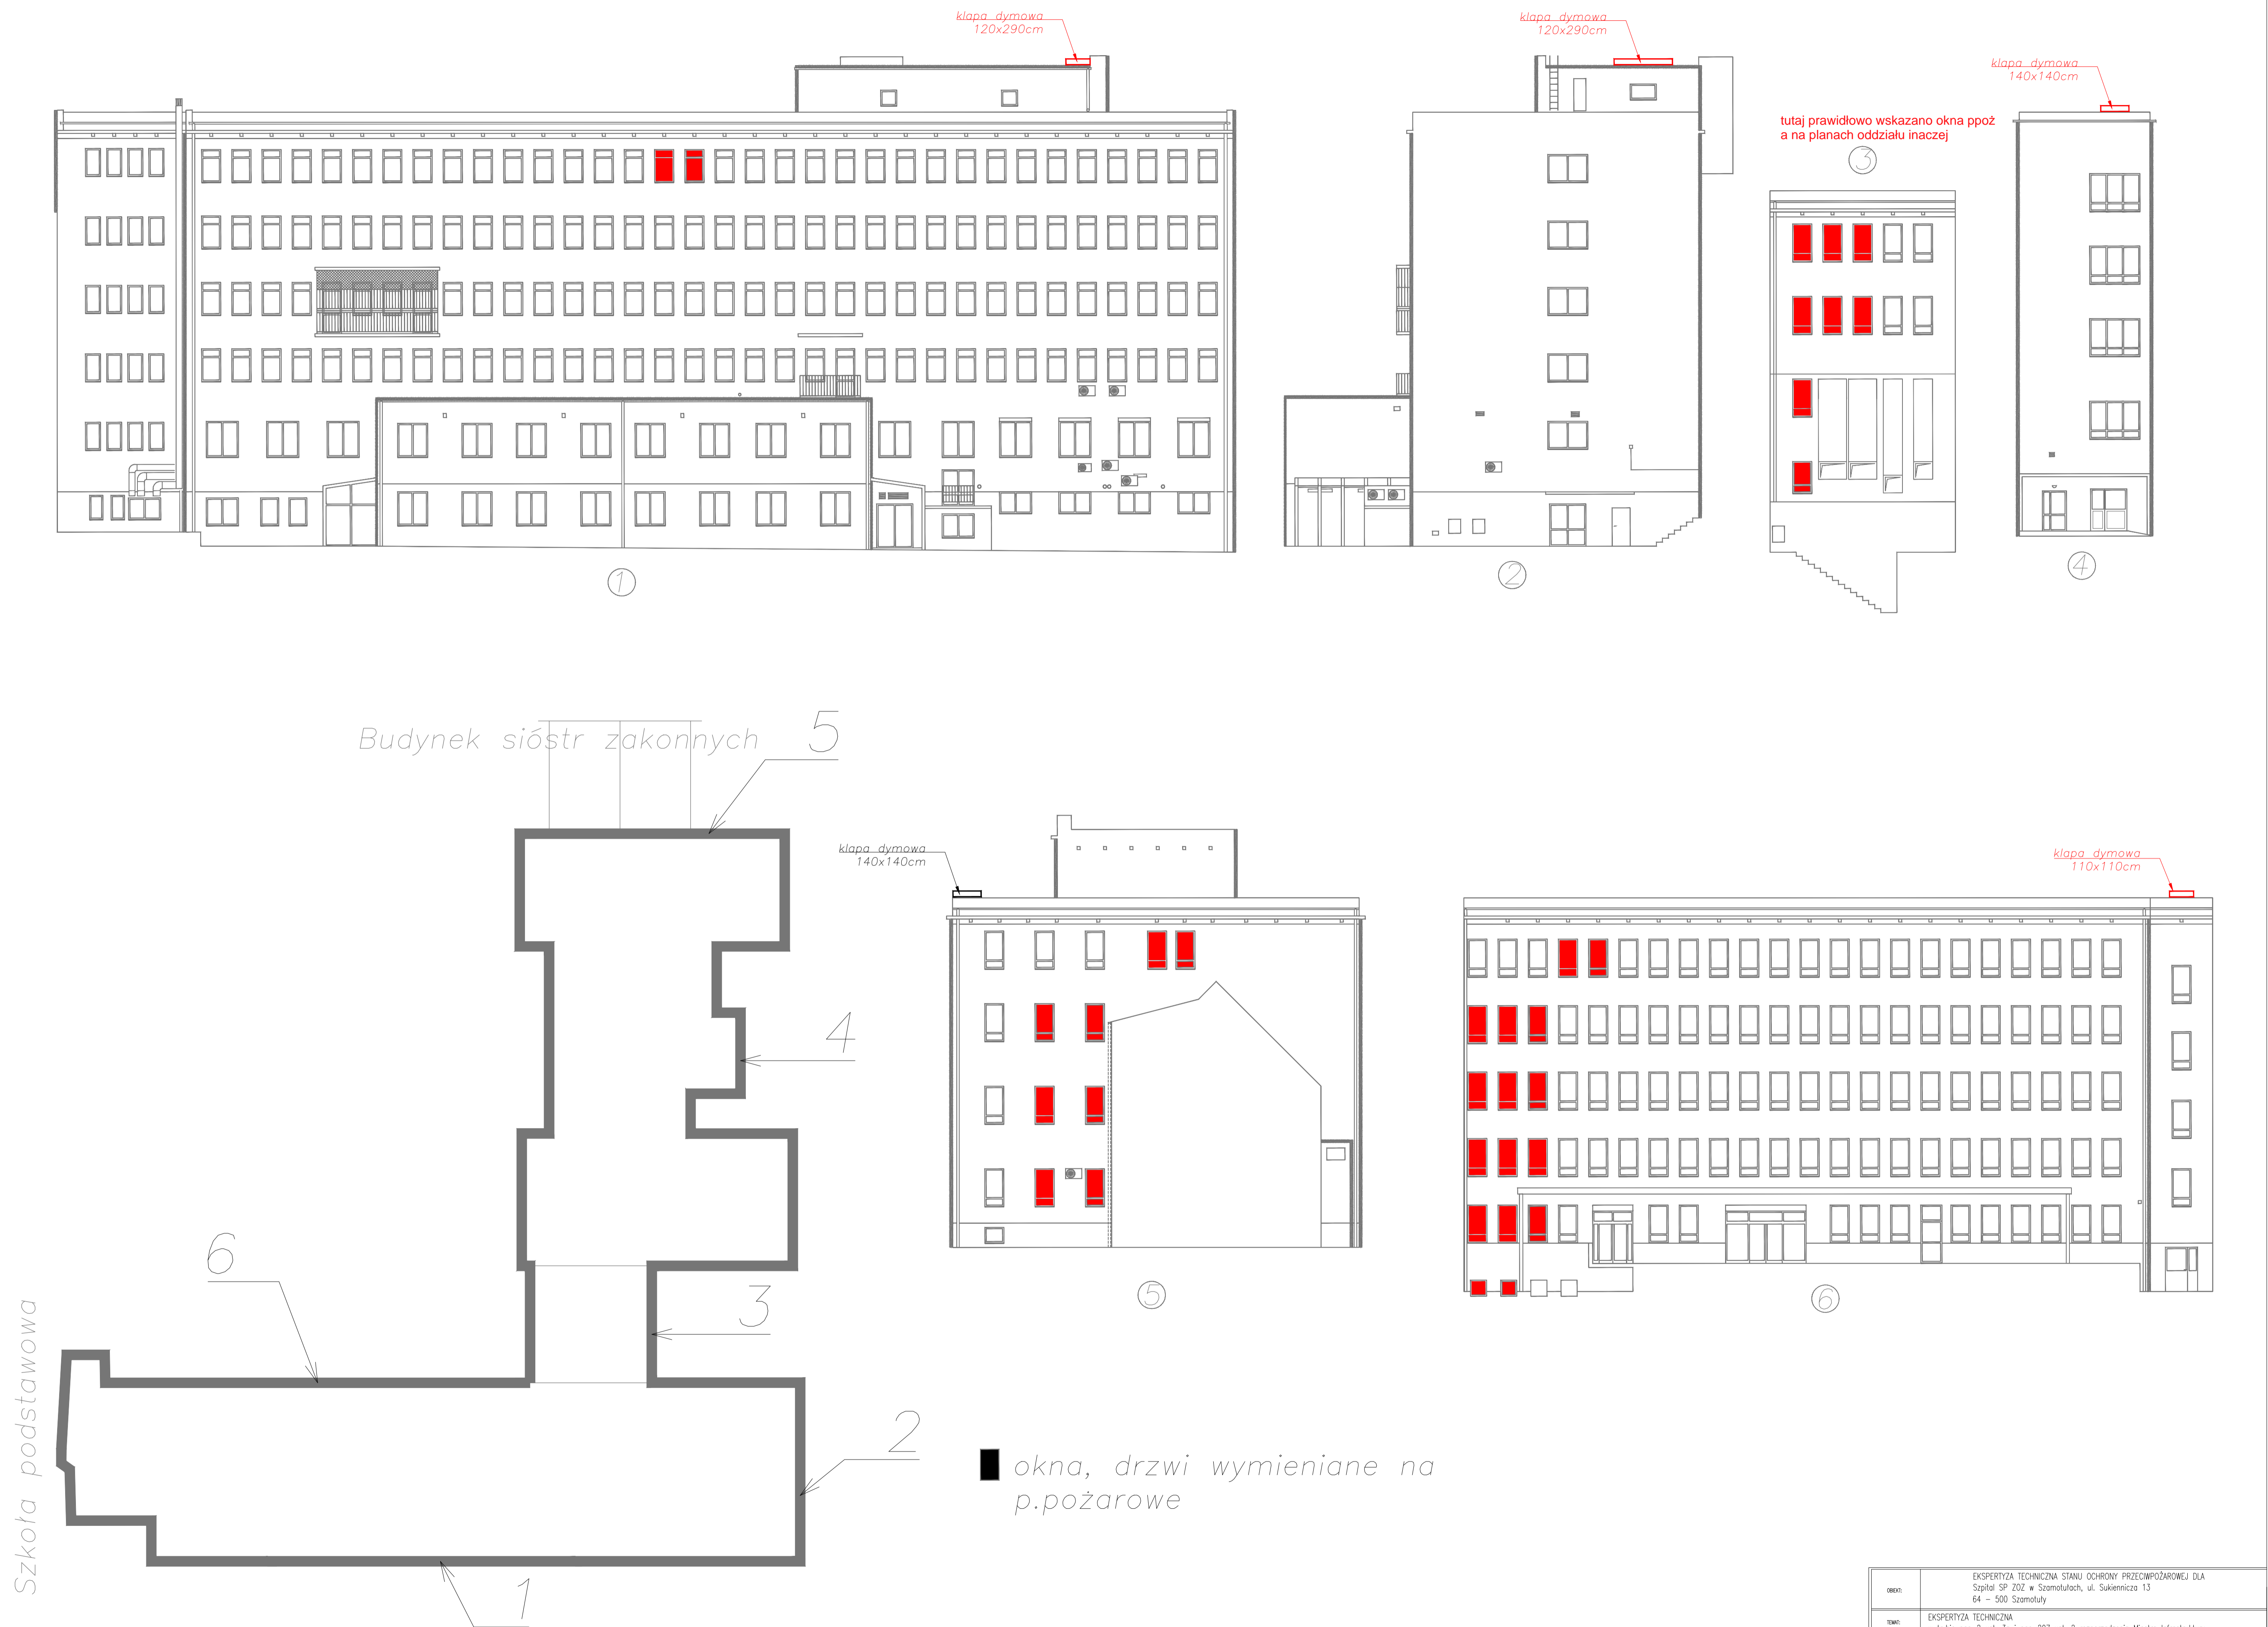 klapa dymowa
120x290cm
klapa dymowa
120x290cm
klapa dymowa
140x140cm
tutaj prawidłowo wskazano okna ppoż
a na planach oddziału inaczej
3
1
2
4
Budynek sióstr zakonnych
5
klapa dymowa
140x140cm
klapa dymowa
110x110cm
4
6
3
5
6
Szkoła podstawowa
2
okna, drzwi wymieniane na
p.pożarowe
1
OBIEKT:
EKSPERTYZA TECHNICZNA STANU OCHRONY PRZECIWPOŻAROWEJ DLA
Szpital SP ZOZ w Szamotułach, ul. Sukiennicza 13
64 - 500 Szamotuły
TEMAT:
EKSPERTYZA TECHNICZNA